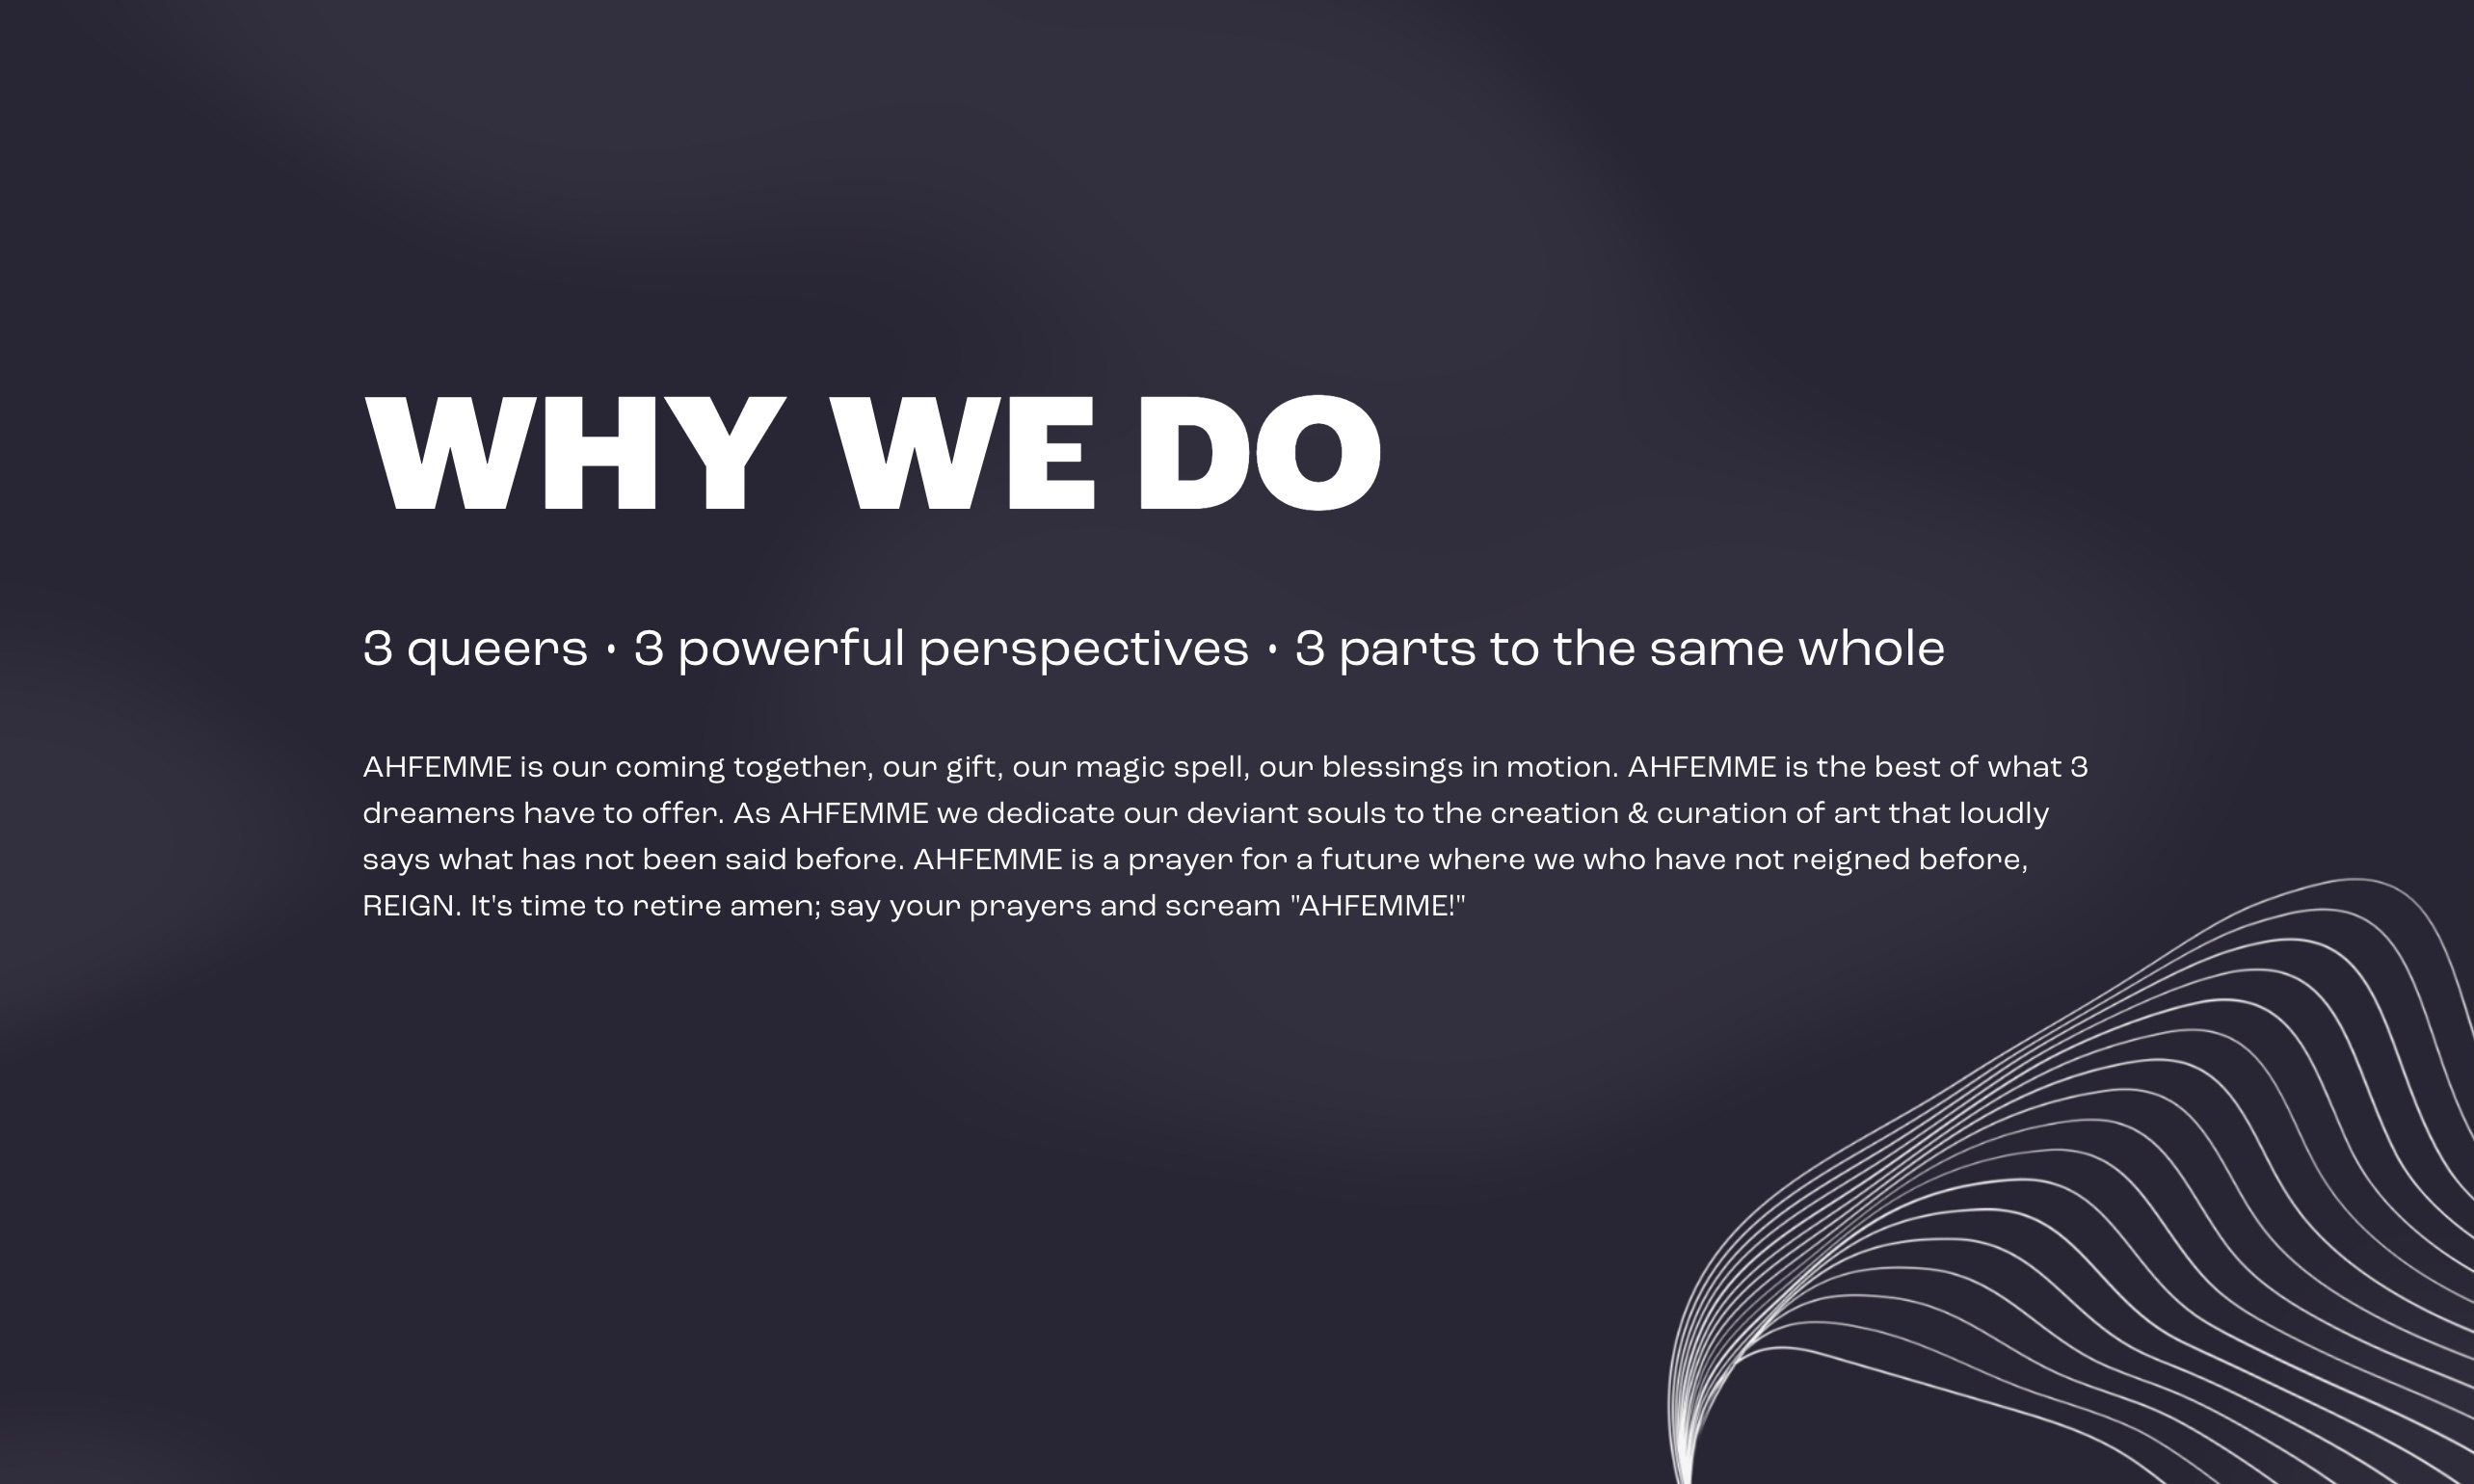 WHY WE DO
3 queers · 3 powerful perspectives · 3 parts to the same whole
AHFEMME is our coming together, our gift, our magic spell, our blessings in motion. AHFEMME is the best of what 3
dreamers have to offer. As AHFEMME we dedicate our deviant souls to the creation & curation of art that loudly
says what has not been said before. AHFEMME is a prayer for a future where we who have not reigned before,
REIGN. It's time to retire amen; say your prayers and scream "AHFEMME!"